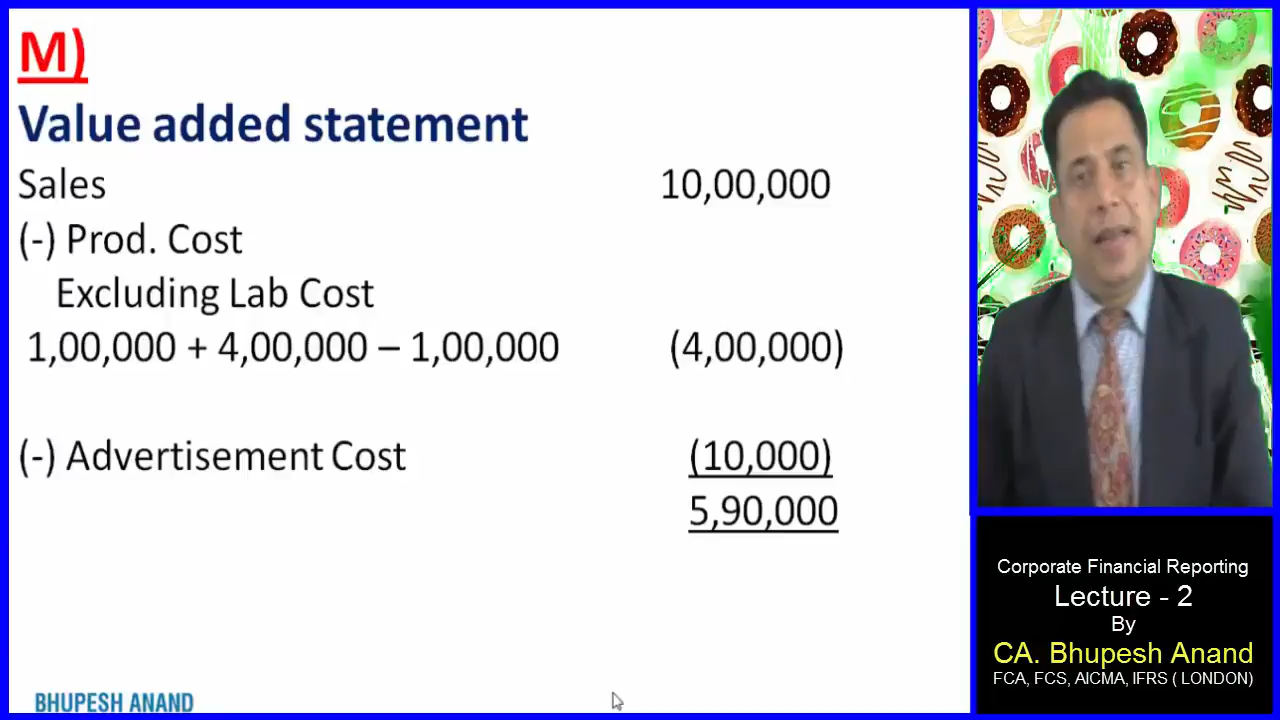 M)
Value added statement
Sales 10,00,000
(-) Prod. Cost
Excluding Lab Cost
1,00,000 + 4,00,000 – 1,00,000 (4,00,000)
(-) Advertisement Cost (10,000)
5,90,000
BHUPESH ANAND
Corporate Financial Reporting
Lecture - 2
By
CA. Bhupesh Anand
FCA, FCS, AICMA, IFRS ( LONDON)